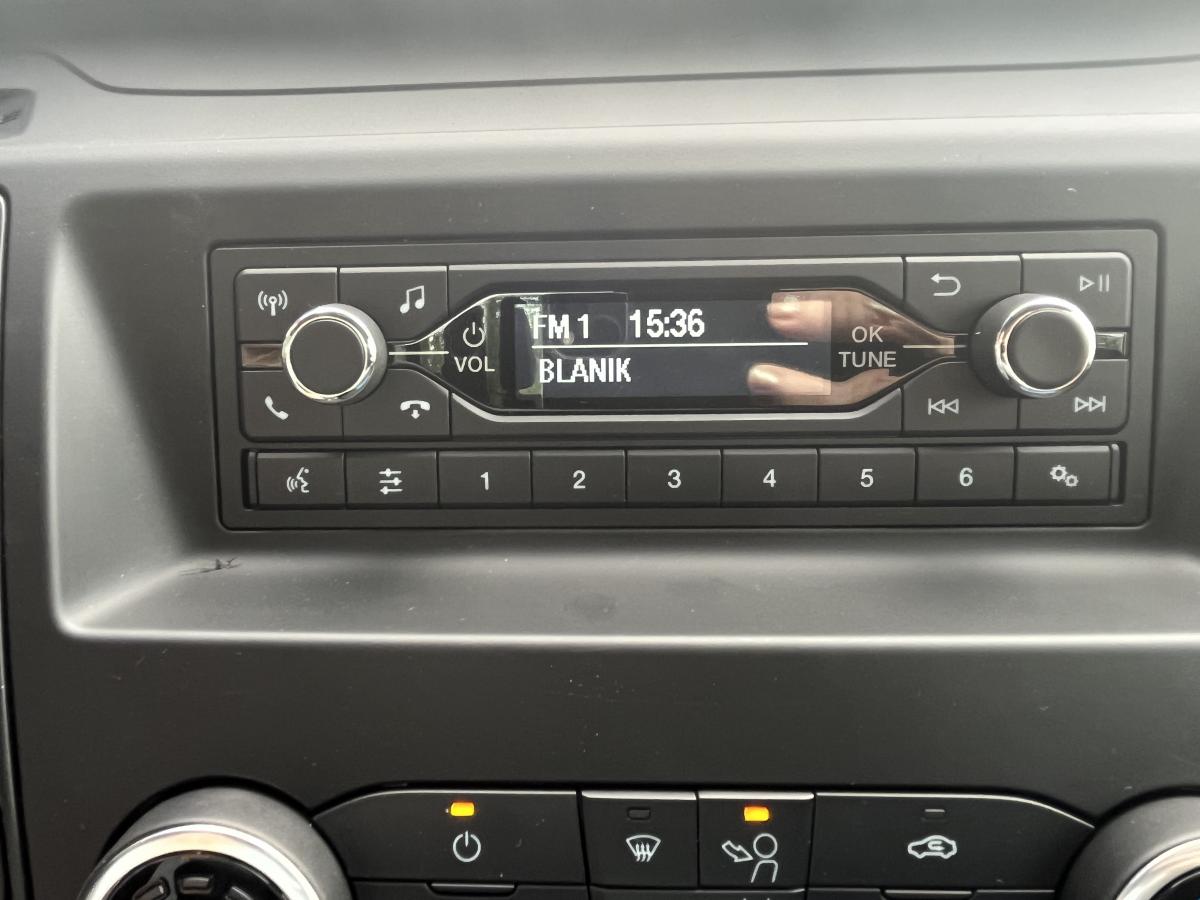 FM 1 15:36
BLANIK
VOL
OK
TUNE
1 2 3 4 5 6